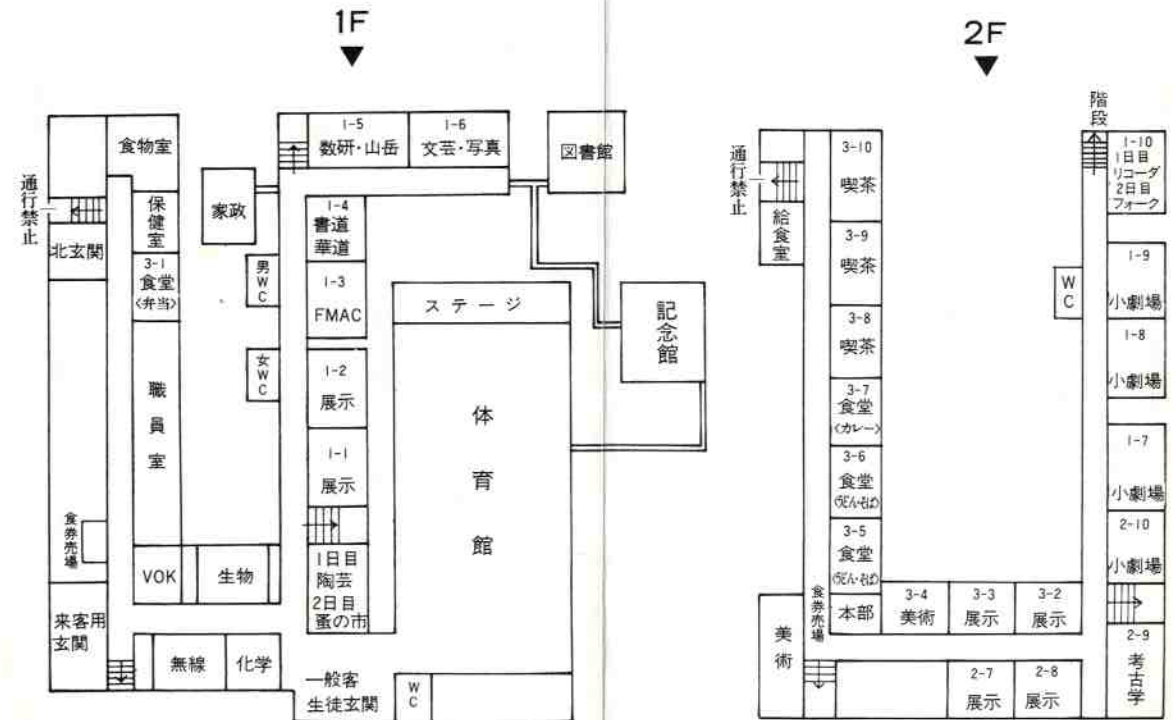 1F
▼
食物室
通行禁止
北玄関
保健室
3-1
食堂
〈弁当〉
職員室
食券売場
VOK
生物
来客用
玄関
無線
化学
家政
男WC
女WC
1-5
数研・山岳
1-6
文芸・写真
図書館
1-4
書道
華道
1-3
FMAC
1-2
展示
1-1
展示
1日目
陶芸
2日目
蚤の市
ステージ
体育館
記念館
一般客
生徒玄関
WC
2F
▼
階段
通行禁止
給食室
3-10
喫茶
3-9
喫茶
3-8
喫茶
3-7
食堂
〈カレー〉
3-6
食堂
〈うどん・そば〉
3-5
食堂
〈うどん・そば〉
食券売場
本部
3-4
美術
3-3
展示
3-2
展示
美術
2-7
展示
2-8
展示
WC
1-10
1日目
リコーダ
2日目
フォーク
1-9
小劇場
1-8
小劇場
1-7
小劇場
2-10
小劇場
2-9
考古学